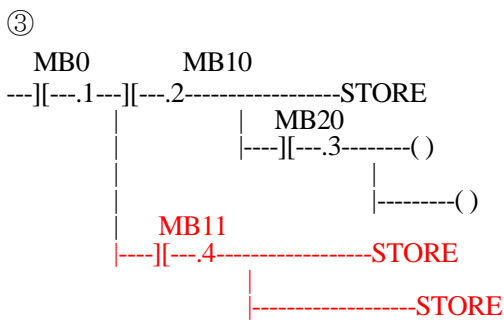 ③
MB0 MB10
---][---.1---][---.2------------------STORE
| | MB20
| |----][---.3--------( )
| |
| |---------( )
| MB11
|----][---.4------------------STORE
|
|-------------------STORE